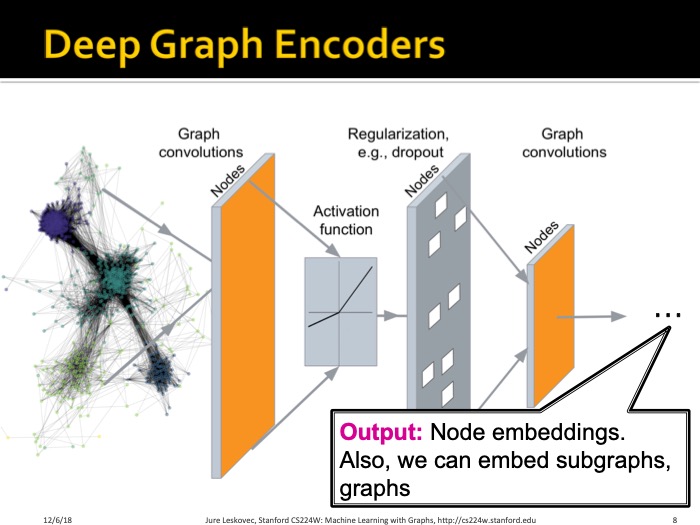 Deep Graph Encoders
Graph
convolutions
Regularization,
e.g., dropout
Graph
convolutions
Nodes
Nodes
Activation
function
Nodes
...
Output: Node embeddings.
Also, we can embed subgraphs,
graphs
12/6/18
Jure Leskovec, Stanford CS224W: Machine Learning with Graphs, http://cs224w.stanford.edu
8